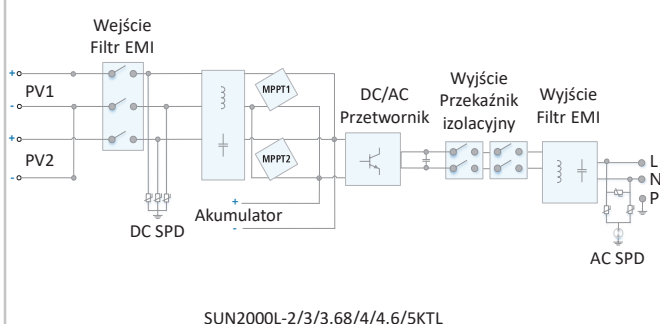 Wejście
Filtr EMI
+
PV1
-
+
PV2
-
MPPT1
MPPT2
DC/AC
Przetwornik
Wyjście
Przekaźnik
izolacyjny
Wyjście
Filtr EMI
L
N
P
+
Akumulator
-
DC SPD
AC SPD
SUN2000L-2/3/3.68/4/4.6/5KTL